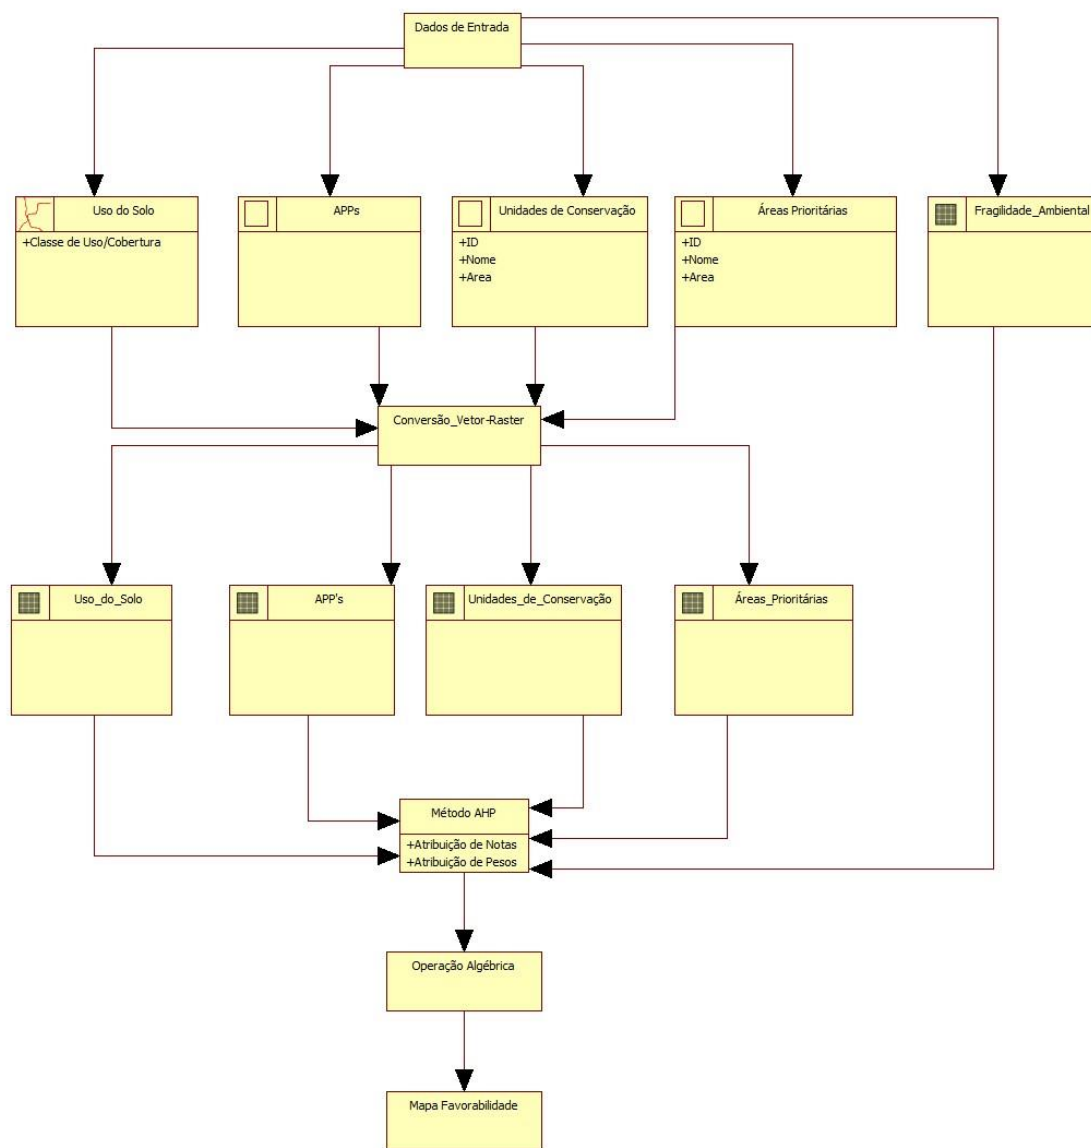 Dados de Entrada
Uso do Solo
+Classe de Uso/Cobertura
APPs
Unidades de Conservação
+ID
+Nome
+Area
Áreas Prioritárias
+ID
+Nome
+Area
Fragilidade_Ambiental
Conversão_Vetor-Raster
Uso_do_Solo
APP's
Unidades_de_Conservação
Áreas_Prioritárias
Método AHP
+Atribuição de Notas
+Atribuição de Pesos
Operação Algébrica
Mapa Favorabilidade